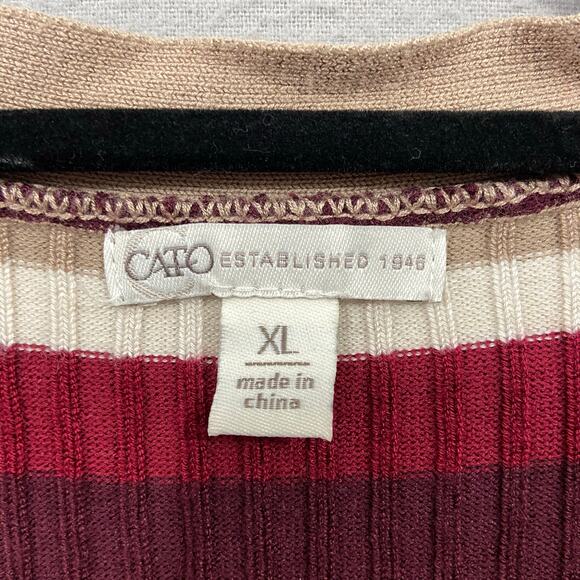 CATO ESTABLISHED 1946
XL
made in
china